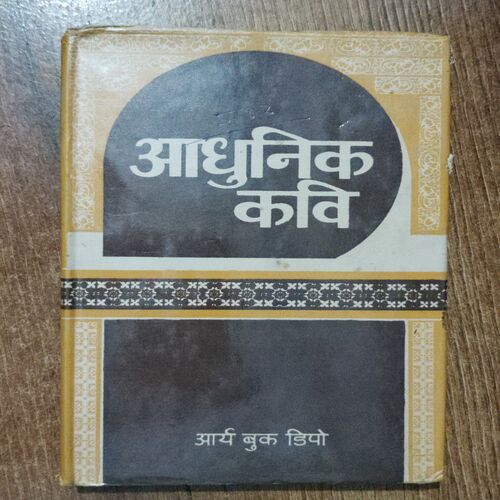 आधुनिक
कवि
आर्य बुक डिपो